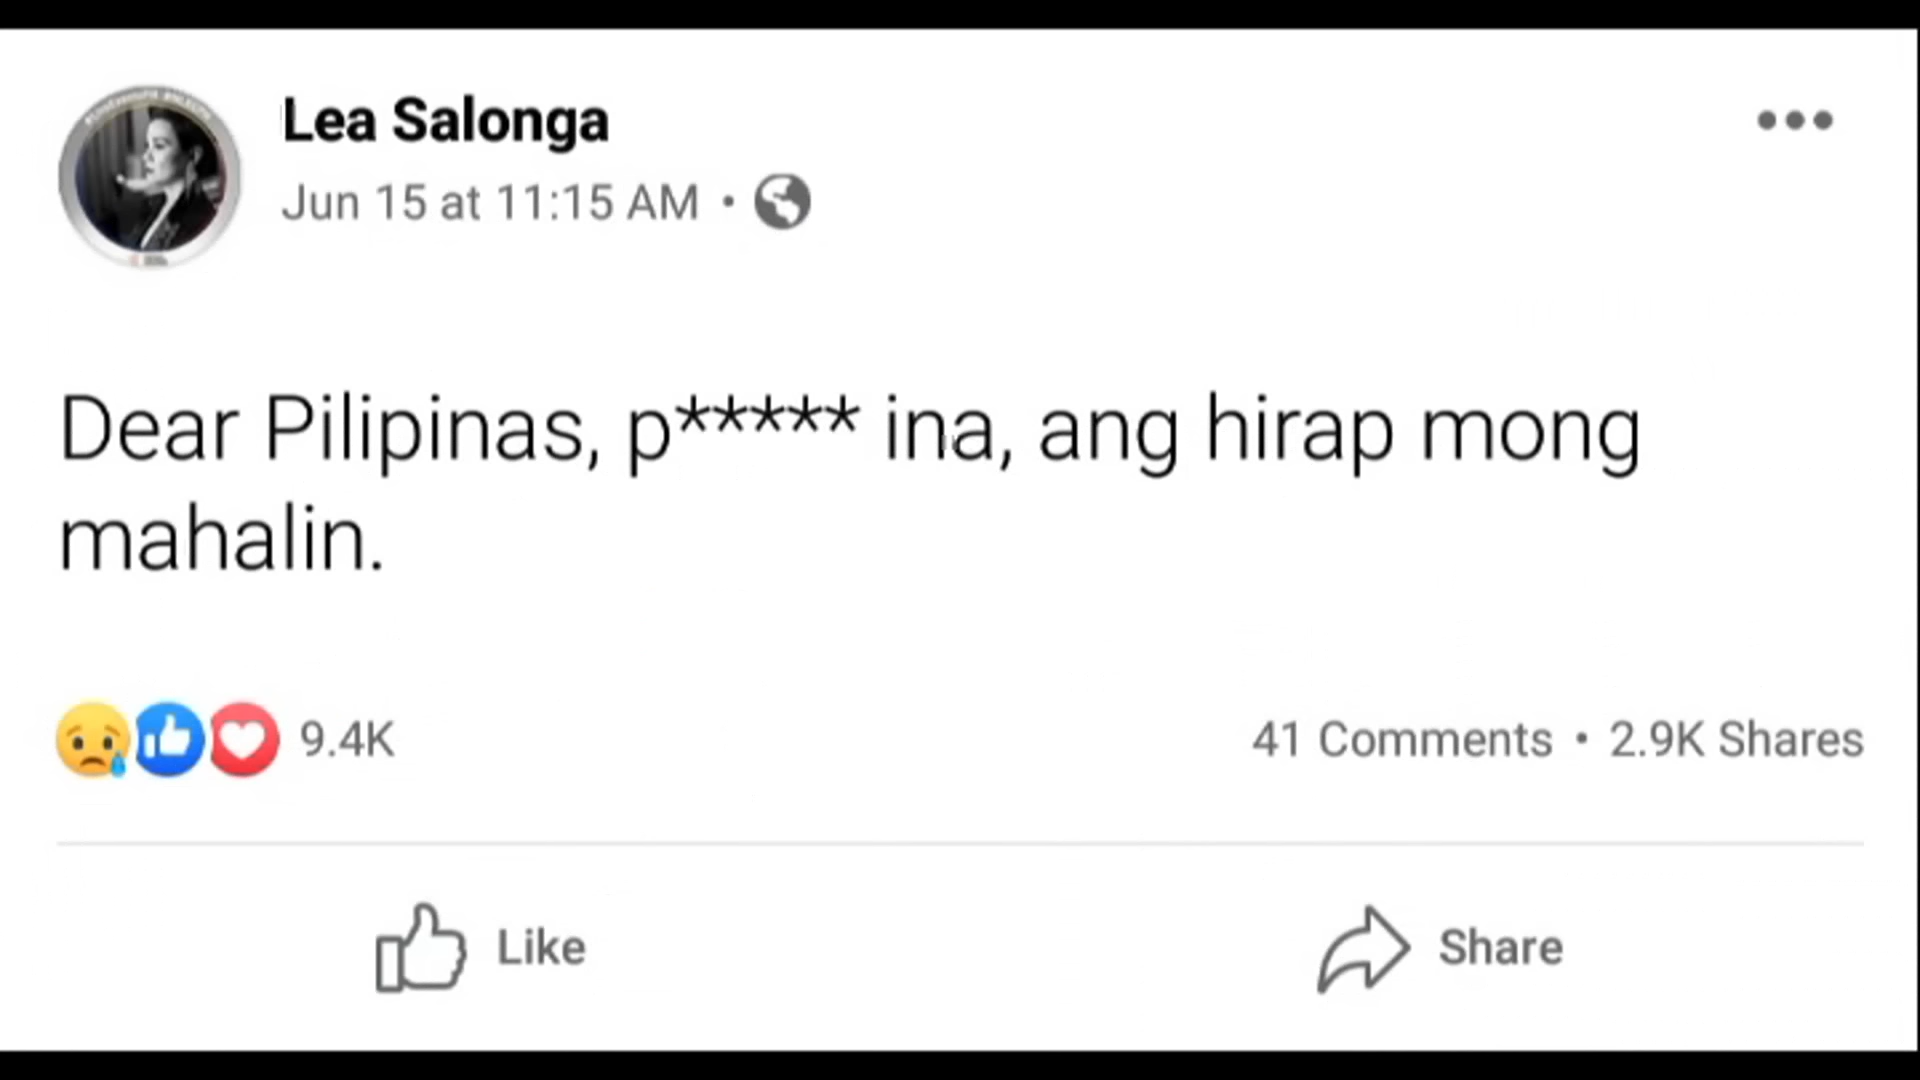 Lea Salonga
Jun 15 at 11:15 AM •
Dear Pilipinas, p***** ina, ang hirap mong
mahalin.
9.4K
41 Comments • 2.9K Shares
Like
Share